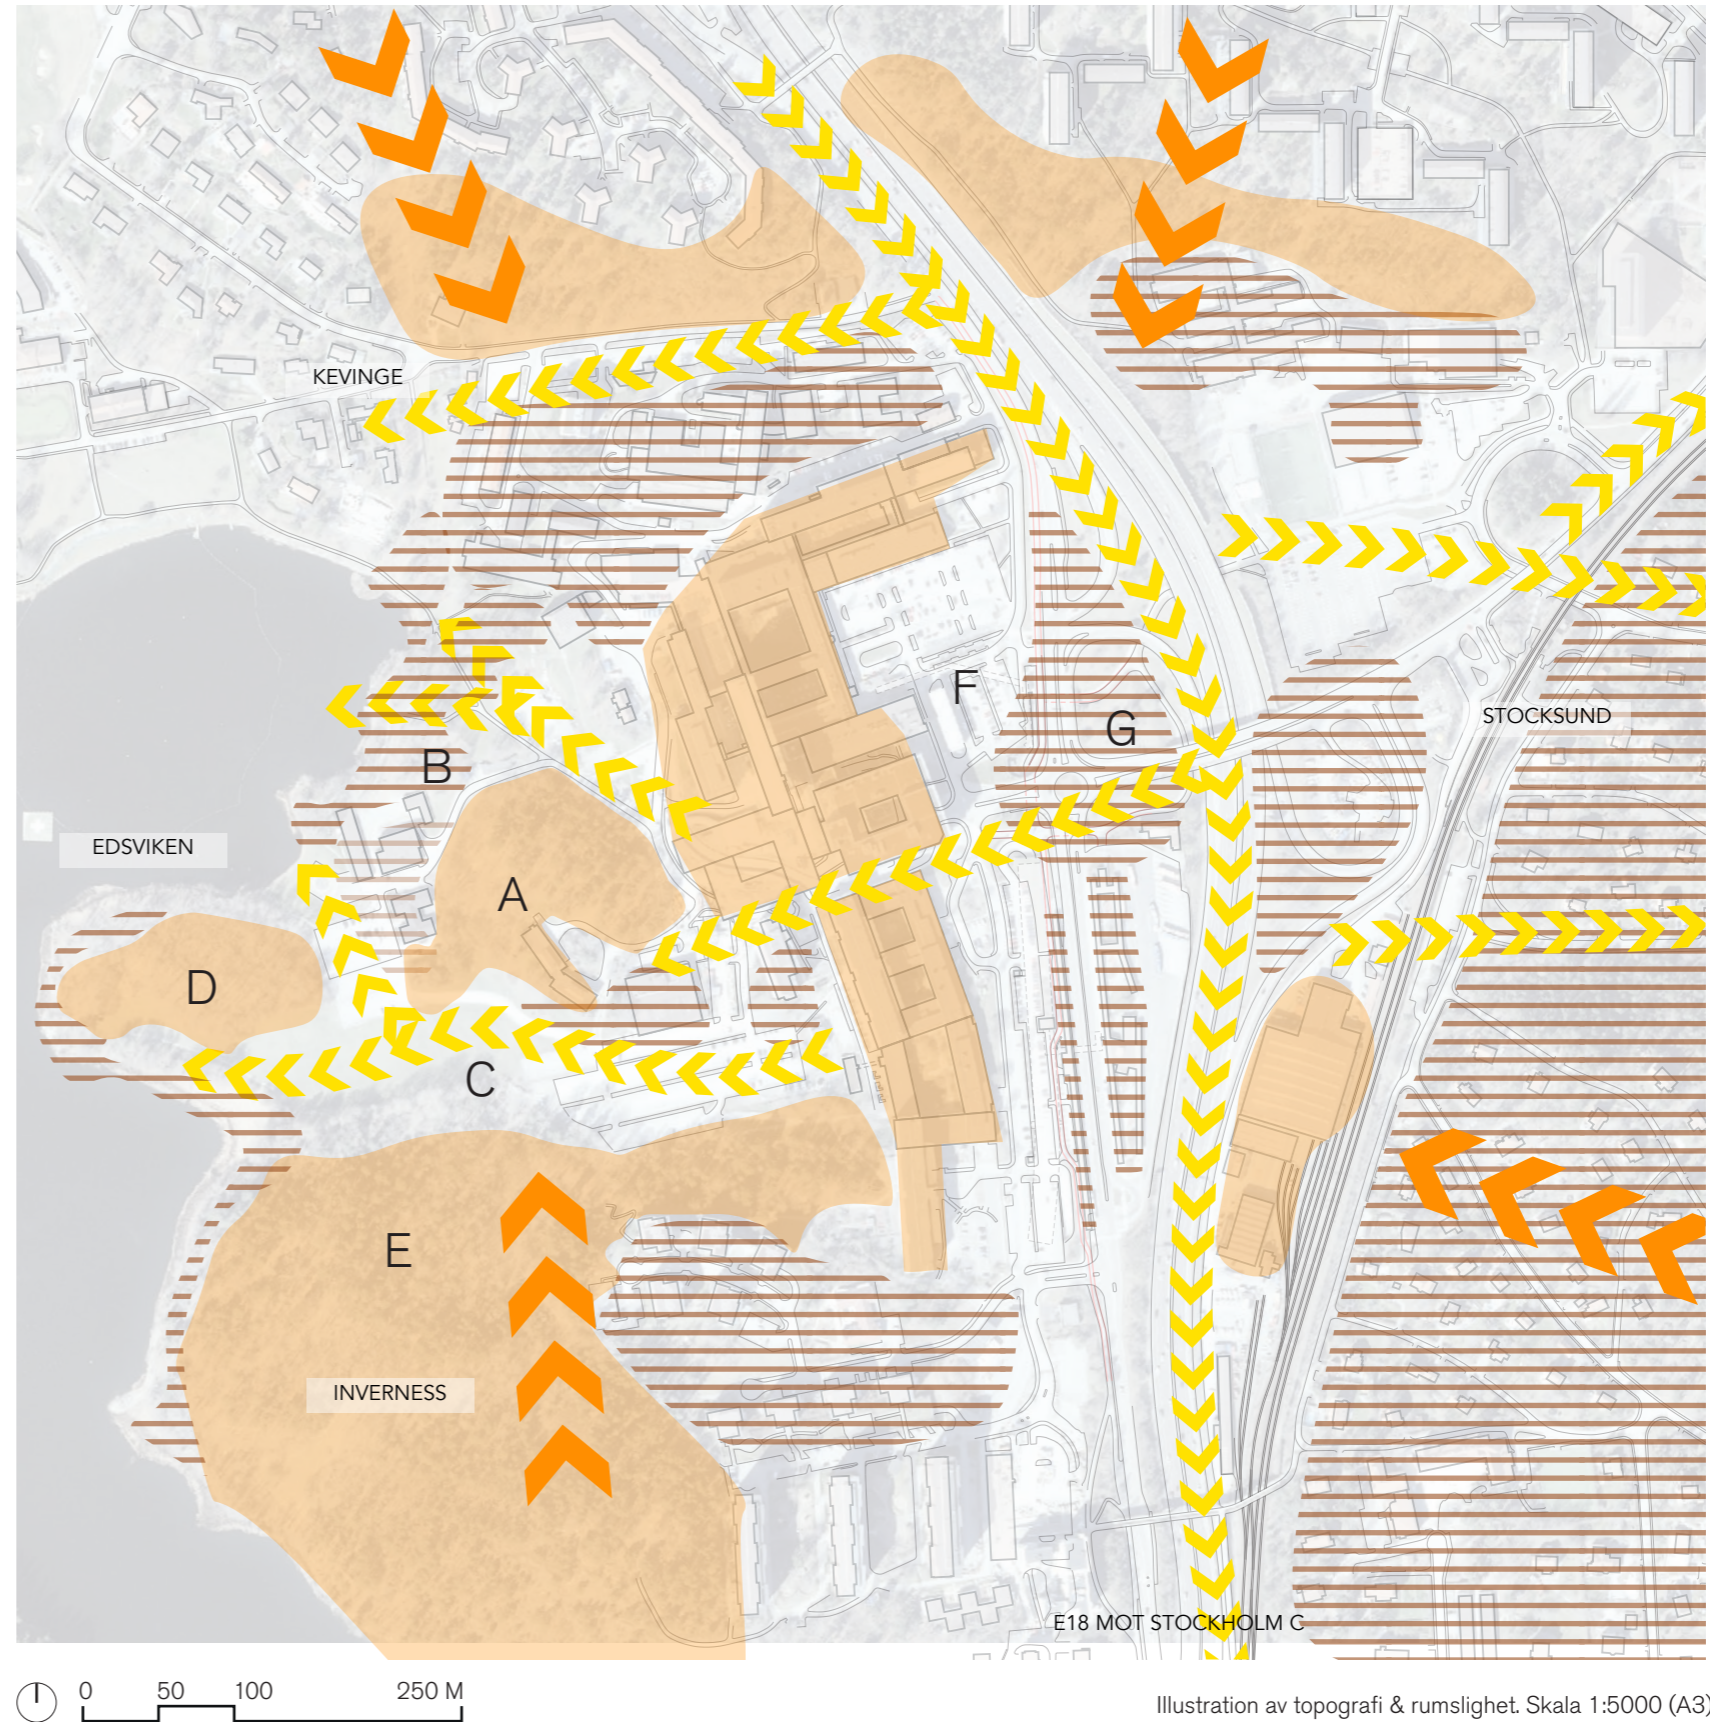 KEVINGE
F
STOCKSUND
G
B
EDSVIKEN
A
D
C
E
INVERNESS
E18 MOT STOCKHOLM C
0 50 100 250 M
Illustration av topografi & rumslighet. Skala 1:5000 (A3)